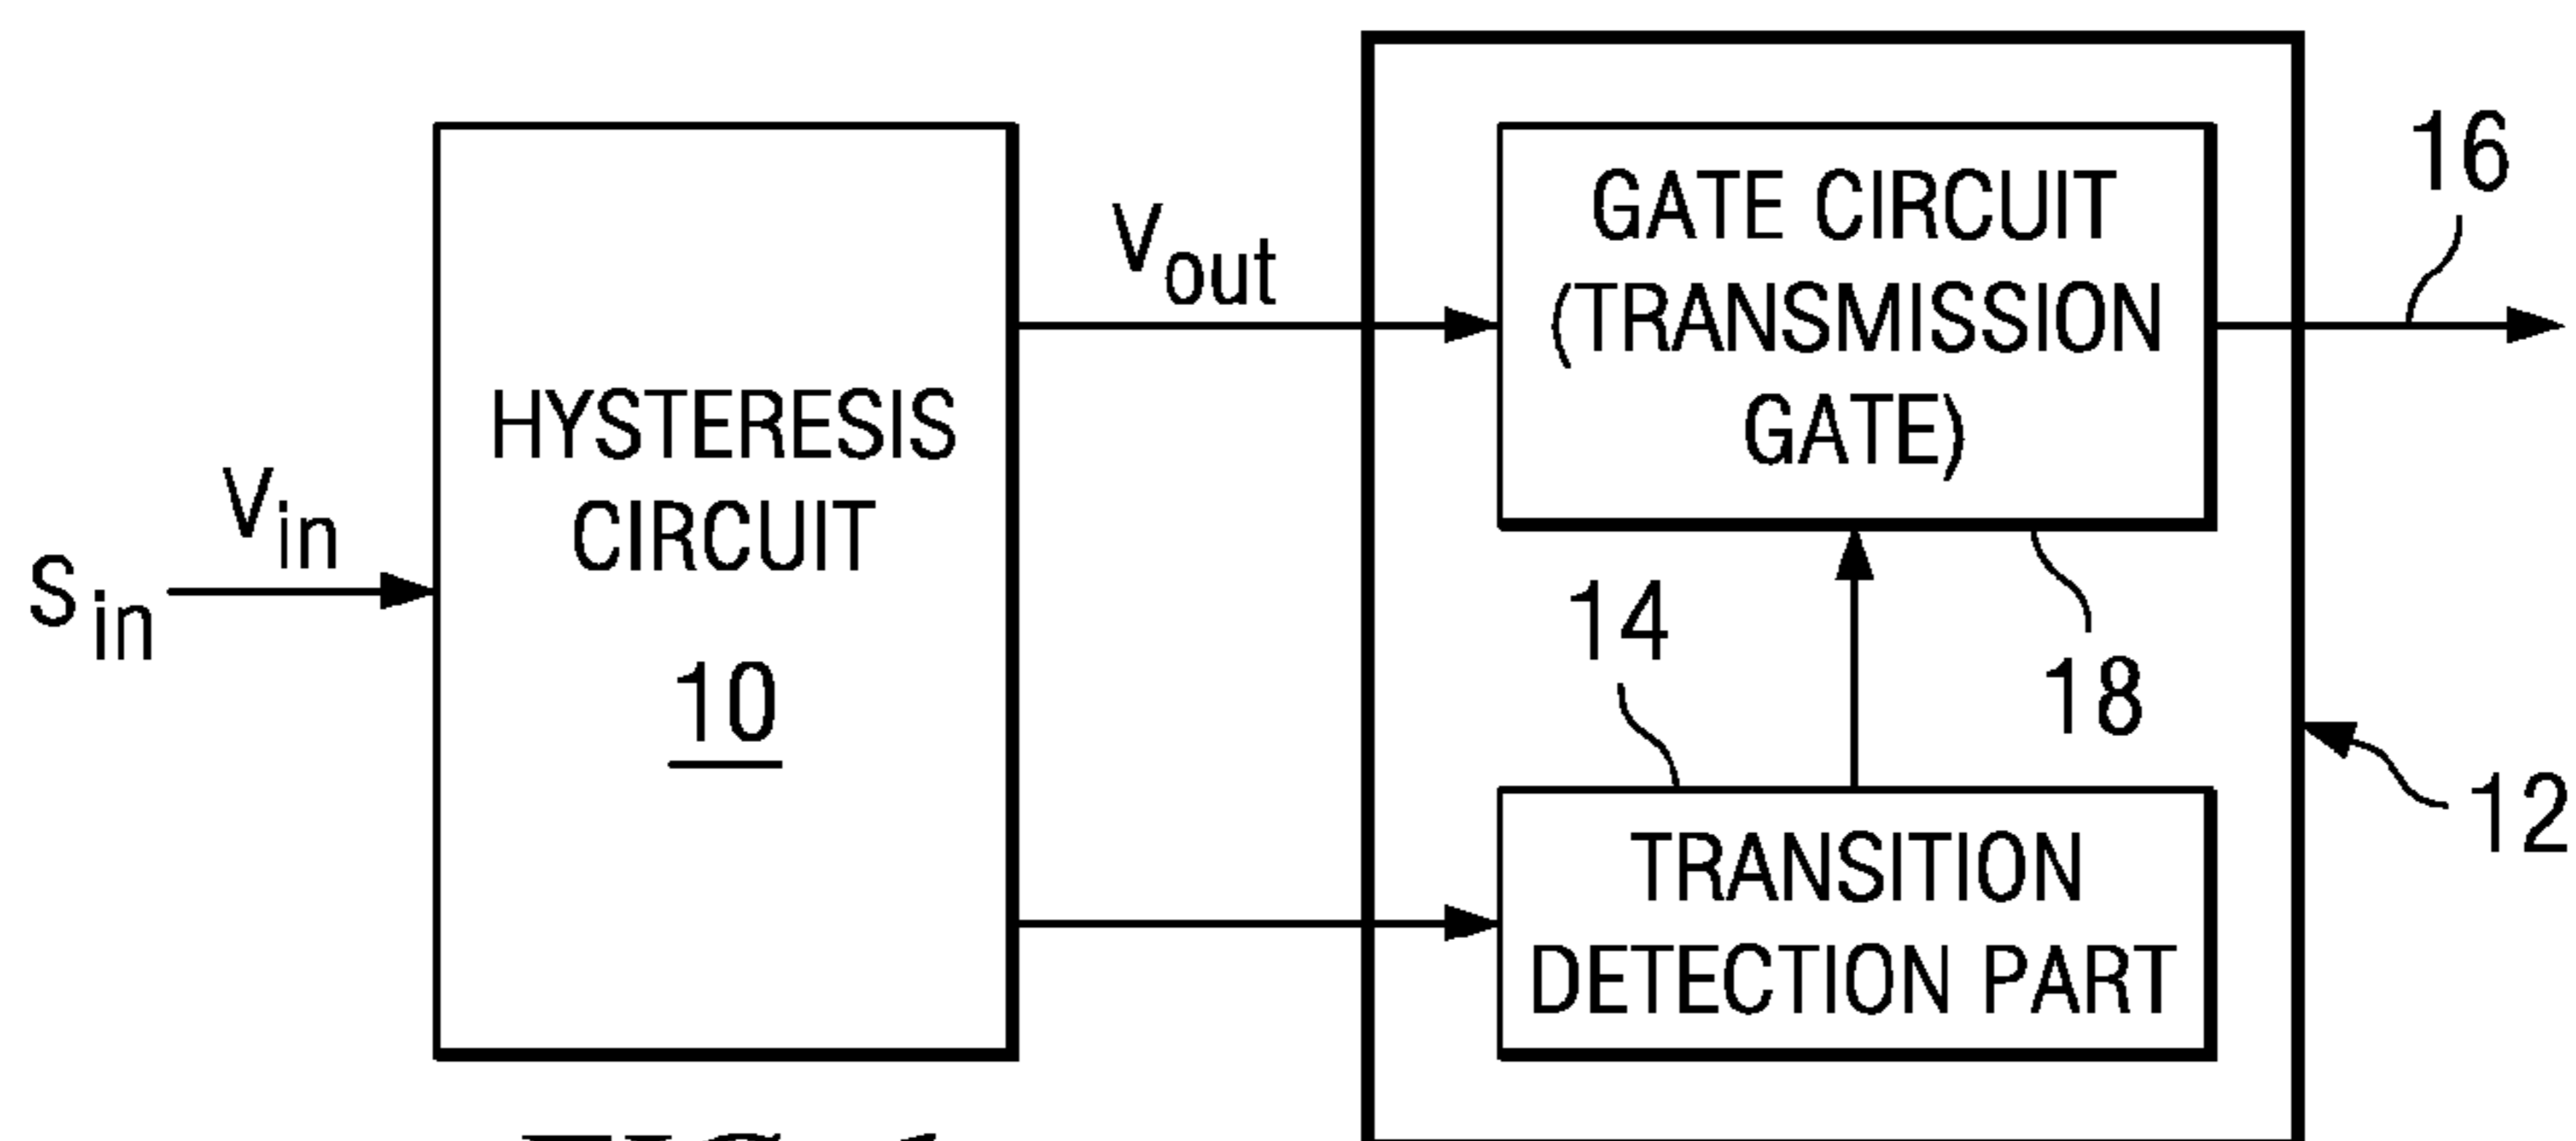 S_in
V_in
HYSTERESIS
CIRCUIT
10
V_out
GATE CIRCUIT
(TRANSMISSION
GATE)
16
14
18
TRANSITION
DETECTION PART
12